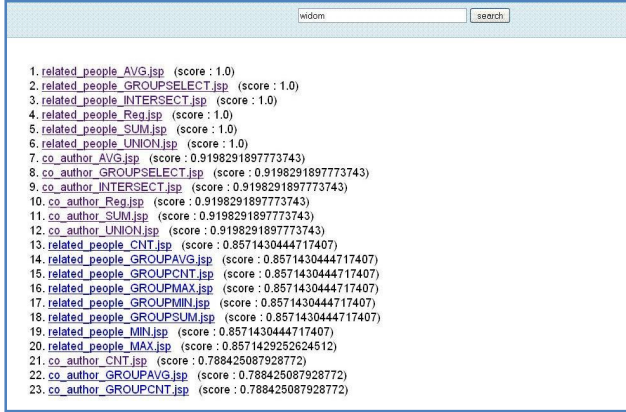 widom search
1. related_people_AVG.jsp (score : 1.0)
2. related_people_GROUPSELECT.jsp (score : 1.0)
3. related_people_INTERSECT.jsp (score : 1.0)
4. related_people_Reg.jsp (score : 1.0)
5. related_people_SUM.jsp (score : 1.0)
6. related_people_UNION.jsp (score : 1.0)
7. co_author_AVG.jsp (score : 0.9198291897773743)
8. co_author_GROUPSELECT.jsp (score : 0.9198291897773743)
9. co_author_INTERSECT.jsp (score : 0.9198291897773743)
10. co_author_Reg.jsp (score : 0.9198291897773743)
11. co_author_SUM.jsp (score : 0.9198291897773743)
12. co_author_UNION.jsp (score : 0.9198291897773743)
13. related_people_CNT.jsp (score : 0.8571430444717407)
14. related_people_GROUPAVG.jsp (score : 0.8571430444717407)
15. related_people_GROUPCNT.jsp (score : 0.8571430444717407)
16. related_people_GROUPMAX.jsp (score : 0.8571430444717407)
17. related_people_GROUPMIN.jsp (score : 0.8571430444717407)
18. related_people_GROUPSUM.jsp (score : 0.8571430444717407)
19. related_people_MIN.jsp (score : 0.8571430444717407)
20. related_people_MAX.jsp (score : 0.8571429252624512)
21. co_author_CNT.jsp (score : 0.788425087928772)
22. co_author_GROUPAVG.jsp (score : 0.788425087928772)
23. co_author_GROUPCNT.jsp (score : 0.788425087928772)